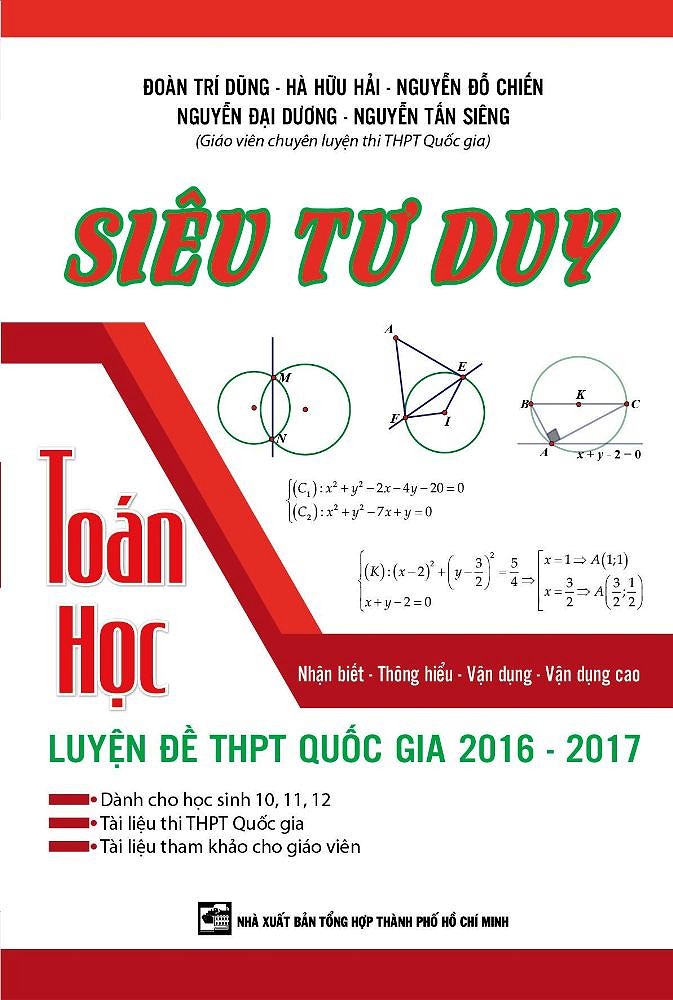 ĐOÀN TRÍ DŨNG - HÀ HỮU HẢI - NGUYỄN ĐỖ CHIẾN
NGUYỄN ĐẠI DƯƠNG - NGUYỄN TẤN SIÊNG
(Giáo viên chuyên luyện thi THPT Quốc gia)
SIÊU TƯ DUY
M
N
A
E
F
I
B
K
C
A
x + y - 2 = 0
{(C₁): x² + y² − 2x − 4y − 20 = 0
(C₂): x² + y² − 7x + y = 0
{(K): (x − 2)² + (y − 3/2)² = 5/4 ⇒ [x = 1 ⇒ A(1;1)
x + y − 2 = 0
x = 3/2 ⇒ A(3/2; 1/2)
Toán
Học
Nhận biết - Thông hiểu - Vận dụng - Vận dụng cao
LUYỆN ĐỀ THPT QUỐC GIA 2016 - 2017
• Dành cho học sinh 10, 11, 12
• Tài liệu thi THPT Quốc gia
• Tài liệu tham khảo cho giáo viên
NHÀ XUẤT BẢN TỔNG HỢP THÀNH PHỐ HỒ CHÍ MINH